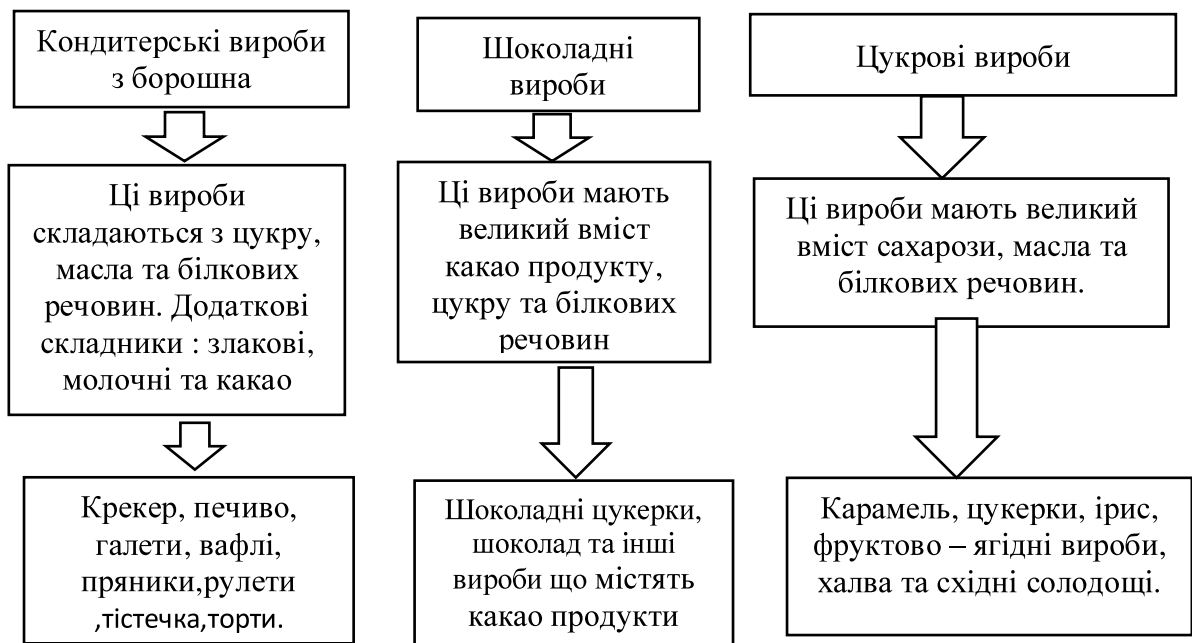 Кондитерські вироби
з борошна
Шоколадні
вироби
Цукрові вироби
Ці вироби
складаються з цукру,
масла та білкових
речовин. Додаткові
складники : злакові,
молочні та какао
Ці вироби мають
великий вміст
какао продукту,
цукру та білкових
речовин
Ці вироби мають великий
вміст сахарози, масла та
білкових речовин.
Крекер, печиво,
галети, вафлі,
пряники,рулети
,тістечка,торти.
Шоколадні цукерки,
шоколад та інші
вироби що містять
какао продукти
Карамель, цукерки, ірис,
фруктово – ягідні вироби,
халва та східні солодощі.